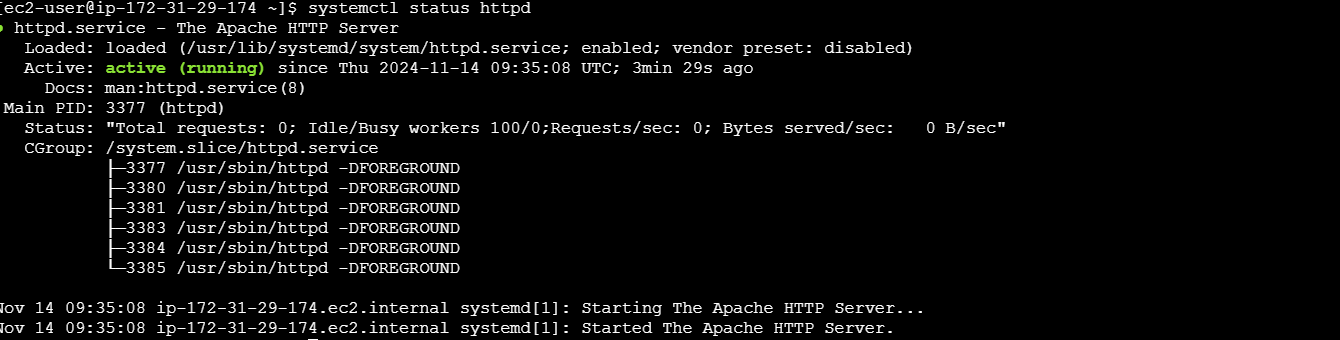 [ec2-user@ip-172-31-29-174 ~]$ systemctl status httpd
● httpd.service - The Apache HTTP Server
   Loaded: loaded (/usr/lib/systemd/system/httpd.service; enabled; vendor preset: disabled)
   Active: active (running) since Thu 2024-11-14 09:35:08 UTC; 3min 29s ago
     Docs: man:httpd.service(8)
 Main PID: 3377 (httpd)
   Status: "Total requests: 0; Idle/Busy workers 100/0;Requests/sec: 0; Bytes served/sec:   0 B/sec"
   CGroup: /system.slice/httpd.service
           ├─3377 /usr/sbin/httpd -DFOREGROUND
           ├─3380 /usr/sbin/httpd -DFOREGROUND
           ├─3381 /usr/sbin/httpd -DFOREGROUND
           ├─3383 /usr/sbin/httpd -DFOREGROUND
           ├─3384 /usr/sbin/httpd -DFOREGROUND
           └─3385 /usr/sbin/httpd -DFOREGROUND

Nov 14 09:35:08 ip-172-31-29-174.ec2.internal systemd[1]: Starting The Apache HTTP Server...
Nov 14 09:35:08 ip-172-31-29-174.ec2.internal systemd[1]: Started The Apache HTTP Server.